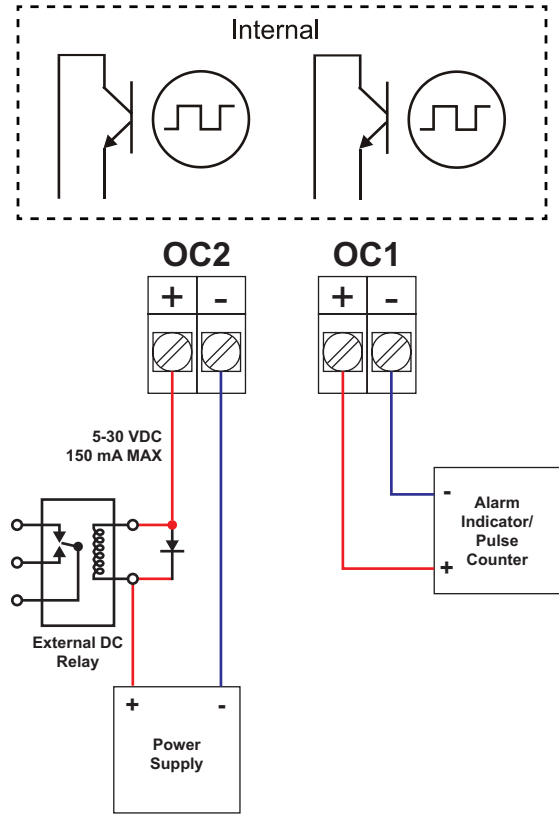 Internal
OC2 OC1
+ - + -
5-30 VDC
150 mA MAX
-
Alarm
Indicator/
Pulse
Counter
+
External DC
Relay
+ -
Power
Supply